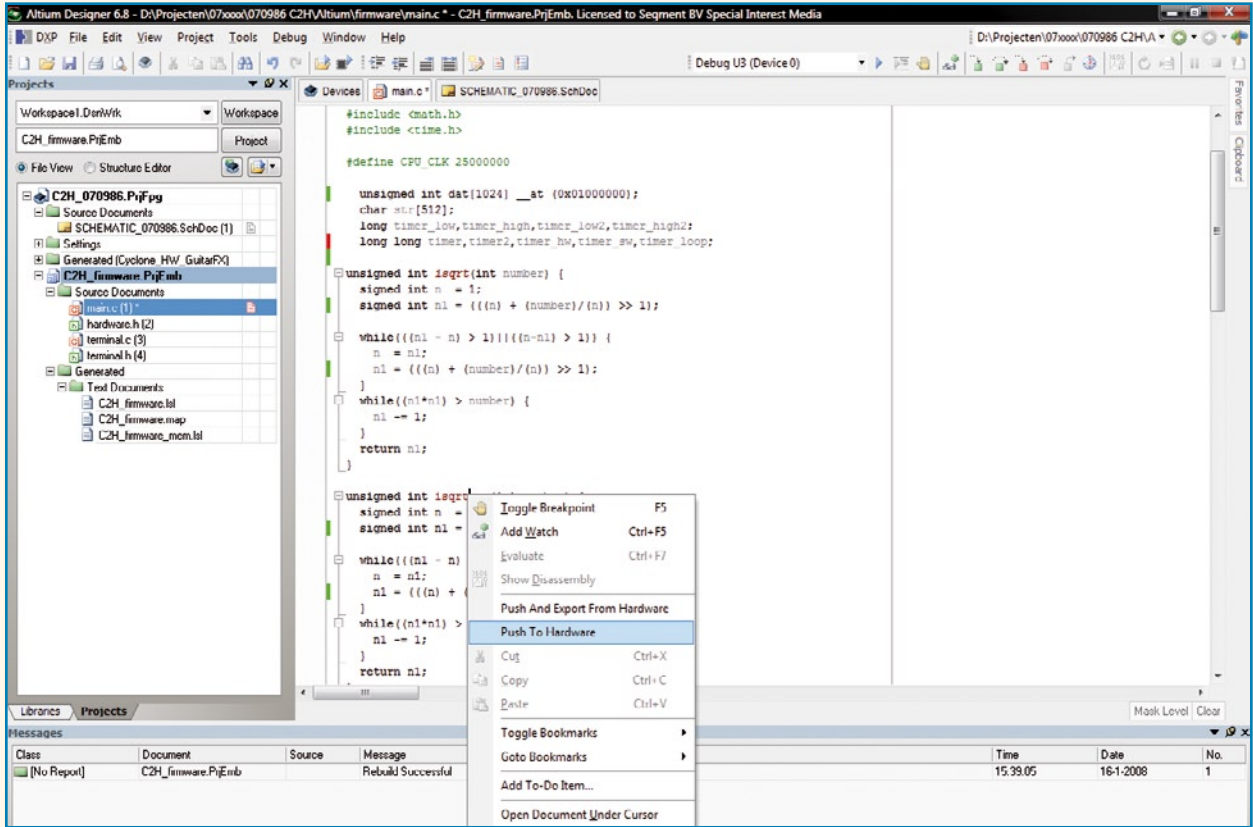 Altium Designer 6.8 - D:\Projecten\07xxxx\070986 C2H\Altium\firmware\main.c * - C2H_firmware.PrjEmb. Licensed to Segment BV Special Interest Media
DXP File Edit View Project Tools Debug Window Help
D:\Projecten\07xxxx\070986 C2H\A
Debug U3 (Device 0)
Projects
Devices main.c * SCHEMATIC_070986.SchDoc
Favorites
Clipboard
Workspace1.DsnWrk Workspace
C2H_firmware.PrjEmb Project
File View Structure Editor
C2H_070986.PrjFpg
Source Documents
SCHEMATIC_070986.SchDoc (1)
Settings
Generated (Cyclone_HW_GuitarFX)
C2H_firmware.PrjEmb
Source Documents
main.c (1) *
hardware.h (2)
terminal.c (3)
terminal.h (4)
Generated
Text Documents
C2H_firmware.lsl
C2H_firmware.map
C2H_firmware_mem.lsl
Libraries Projects
#include <math.h>
#include <time.h>
#define CPU_CLK 25000000
unsigned int dat[1024] __at (0x01000000);
char str[512];
long timer_low,timer_high,timer_low2,timer_high2;
long long timer,timer2,timer_hw,timer_sw,timer_loop;
unsigned int isqrt(int number) {
signed int n = 1;
signed int n1 = (((n) + (number)/(n)) >> 1);
while(((n1 - n) > 1)||((n-n1) > 1)) {
n = n1;
n1 = (((n) + (number)/(n)) >> 1);
}
while((n1*n1) > number) {
n1 -= 1;
}
return n1;
}
unsigned int isqrt
signed int n =
signed int n1 =
while(((n1 - n)
n = n1;
n1 = (((n) + (
}
while((n1*n1) >
n1 -= 1;
}
return n1;
Toggle Breakpoint F5
Add Watch Ctrl+F5
Evaluate Ctrl+F7
Show Disassembly
Push And Export From Hardware
Push To Hardware
Cut Ctrl+X
Copy Ctrl+C
Paste Ctrl+V
Toggle Bookmarks
Goto Bookmarks
Add To-Do Item...
Open Document Under Cursor
Mask Level Clear
Messages
Class Document Source Message Time Date No.
[No Report] C2H_firmware.PrjEmb Rebuild Successful 15:39:05 16-1-2008 1